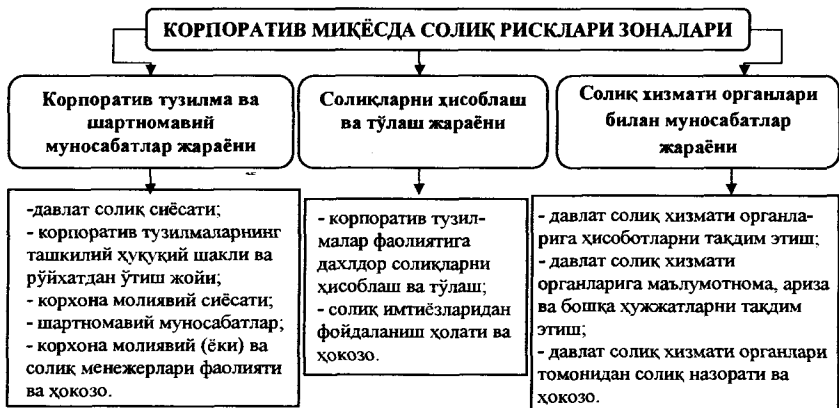 КОРПОРАТИВ МИҚЁСДА СОЛИҚ РИСКЛАРИ ЗОНАЛАРИ
Корпоратив тузилма ва
шартномавий
муносабатлар жараёни
-давлат солиқ сиёсати;
- корпоратив тузилмаларнинг
ташкилий ҳуқуқий шакли ва
рўйхатдан ўтиш жойи;
- корхона молиявий сиёсати;
- шартномавий муносабатлар;
- корхона молиявий (ёки) ва
солиқ менежерлари фаолияти
ва ҳокозо.
Солиқларни ҳисоблаш
ва тўлаш жараёни
- корпоратив тузил-
малар фаолиятига
дахлдор солиқларни
ҳисоблаш ва тўлаш;
- солиқ имтиёзларидан
фойдаланиш ҳолати ва
ҳокозо.
Солиқ хизмати органлари
билан муносабатлар
жараёни
- давлат солиқ хизмати органла-
рига ҳисоботларни тақдим этиш;
- давлат солиқ хизмати
органларига маълумотнома, ариза
ва бошқа ҳужжатларни тақдим
этиш;
- давлат солиқ хизмати органлари
томонидан солиқ назорати ва
ҳокозо.